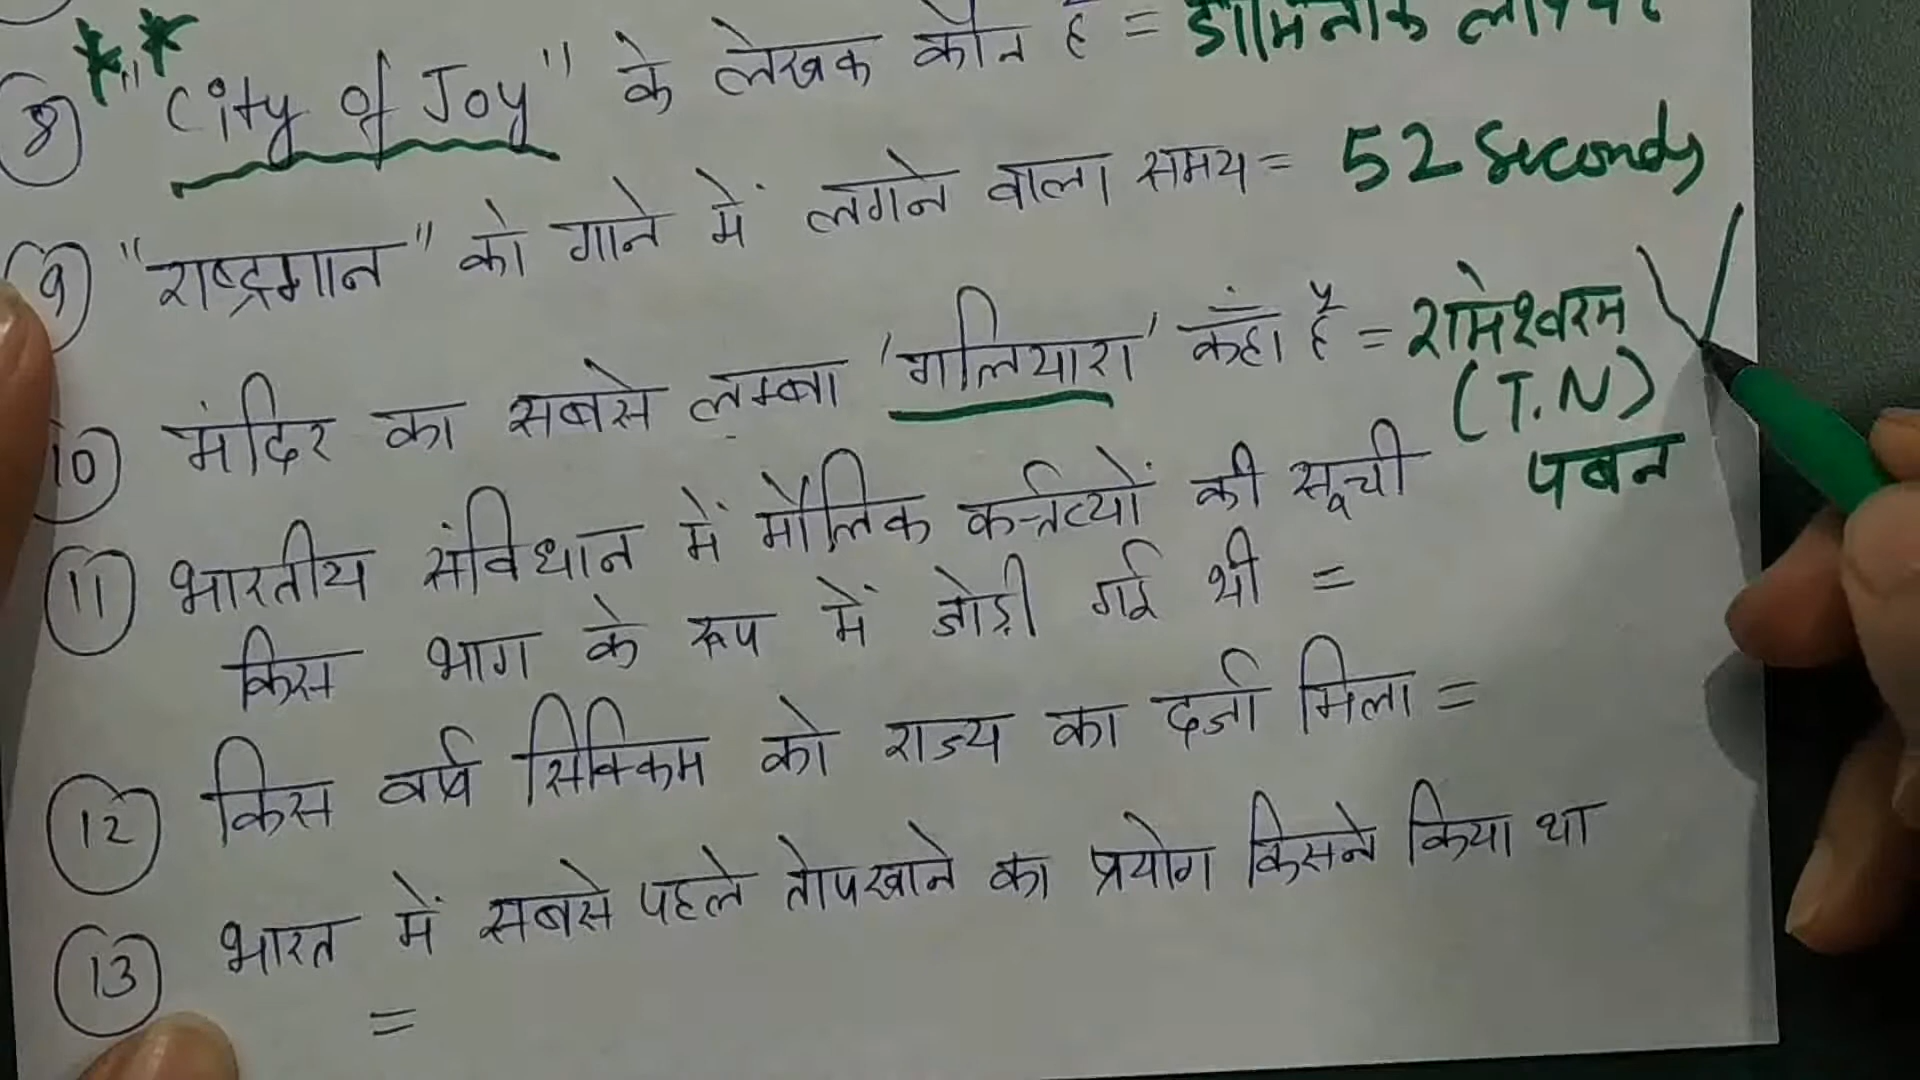 8) "City of Joy" के लेखक कौन है = डोमिनीक
9) "राष्ट्रगान" को गाने में लगने वाला समय = 52 Seconds
10) मंदिर का सबसे लम्बा 'गलियारा' कहां है = रामेश्वरम
(T.N)
पबन
11) भारतीय संविधान में मौलिक कर्त्तव्यों की सूची
किस भाग के रूप में जोड़ी गई थी =
12) किस वर्ष सिक्किम को राज्य का दर्जा मिला =
13) भारत में सबसे पहले तोपखाने का प्रयोग किसने किया था
=